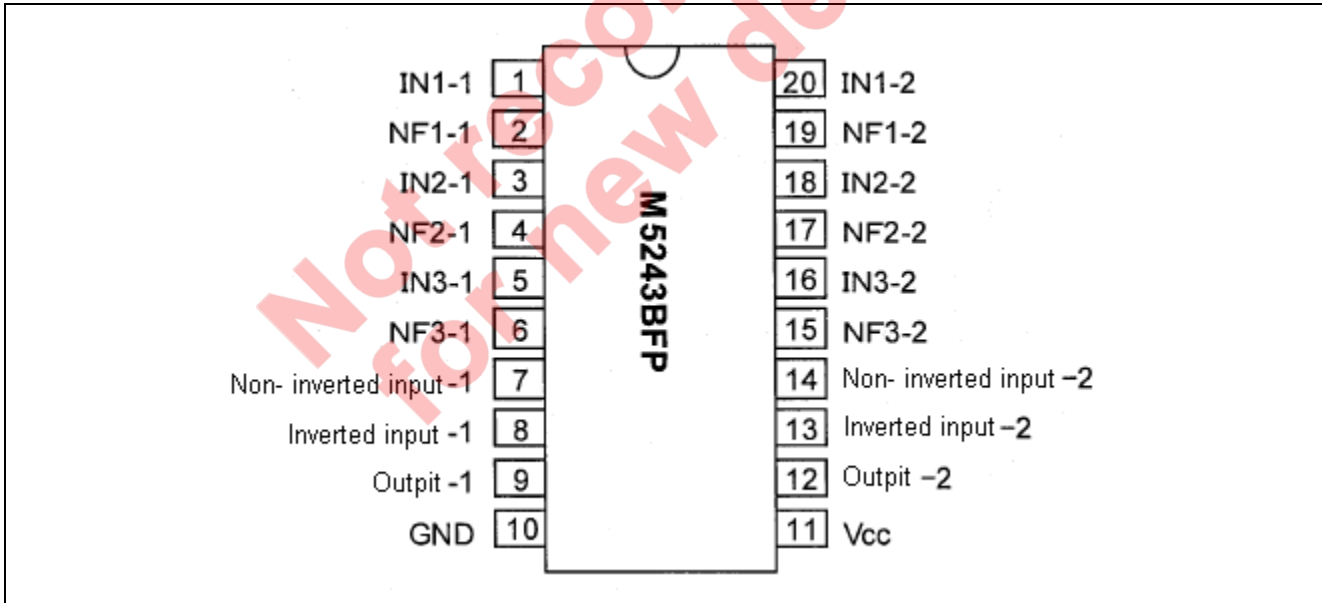 Not recom
for new de
IN1-1 1
NF1-1 2
IN2-1 3
NF2-1 4
IN3-1 5
NF3-1 6
Non- inverted input -1 7
Inverted input -1 8
Outpit -1 9
GND 10
M5243BFP
20 IN1-2
19 NF1-2
18 IN2-2
17 NF2-2
16 IN3-2
15 NF3-2
14 Non- inverted input -2
13 Inverted input -2
12 Outpit -2
11 Vcc